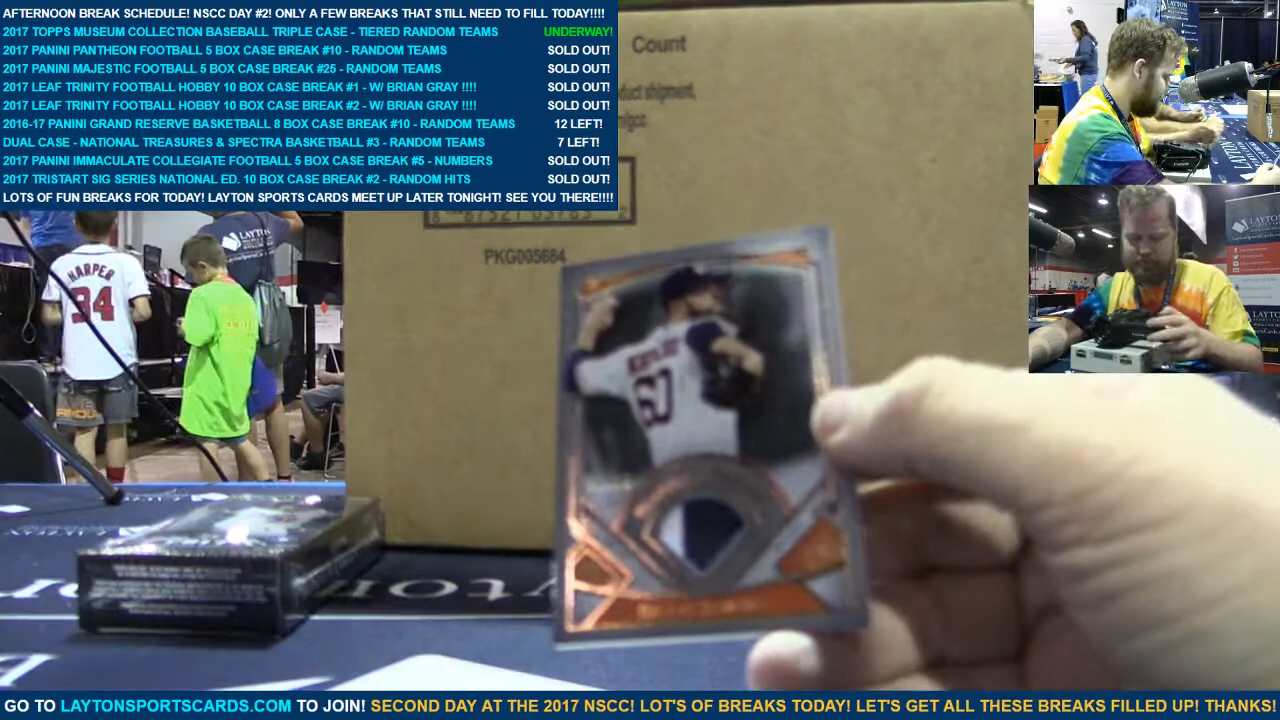 AFTERNOON BREAK SCHEDULE! NSCC DAY #2! ONLY A FEW BREAKS THAT STILL NEED TO FILL TODAY!!!!
2017 TOPPS MUSEUM COLLECTION BASEBALL TRIPLE CASE - TIERED RANDOM TEAMS UNDERWAY!
2017 PANINI PANTHEON FOOTBALL 5 BOX CASE BREAK #10 - RANDOM TEAMS SOLD OUT!
2017 PANINI MAJESTIC FOOTBALL 5 BOX CASE BREAK #25 - RANDOM TEAMS SOLD OUT!
2017 LEAF TRINITY FOOTBALL HOBBY 10 BOX CASE BREAK #1 - W/ BRIAN GRAY !!!! SOLD OUT!
2017 LEAF TRINITY FOOTBALL HOBBY 10 BOX CASE BREAK #2 - W/ BRIAN GRAY !!!! SOLD OUT!
2016-17 PANINI GRAND RESERVE BASKETBALL 8 BOX CASE BREAK #10 - RANDOM TEAMS 12 LEFT!
DUAL CASE - NATIONAL TREASURES & SPECTRA BASKETBALL #3 - RANDOM TEAMS 7 LEFT!
2017 PANINI IMMACULATE COLLEGIATE FOOTBALL 5 BOX CASE BREAK #5 - NUMBERS SOLD OUT!
2017 TRISTART SIG SERIES NATIONAL ED. 10 BOX CASE BREAK #2 - RANDOM HITS SOLD OUT!
LOTS OF FUN BREAKS FOR TODAY! LAYTON SPORTS CARDS MEET UP LATER TONIGHT! SEE YOU THERE!!!!
Count
duct shipment,
PKG005684
HARPER
34
LAYTON
67
LAYTON
GO TO LAYTONSPORTSCARDS.COM TO JOIN! SECOND DAY AT THE 2017 NSCC! LOT'S OF BREAKS TODAY! LET'S GET ALL THESE BREAKS FILLED UP! THANKS!